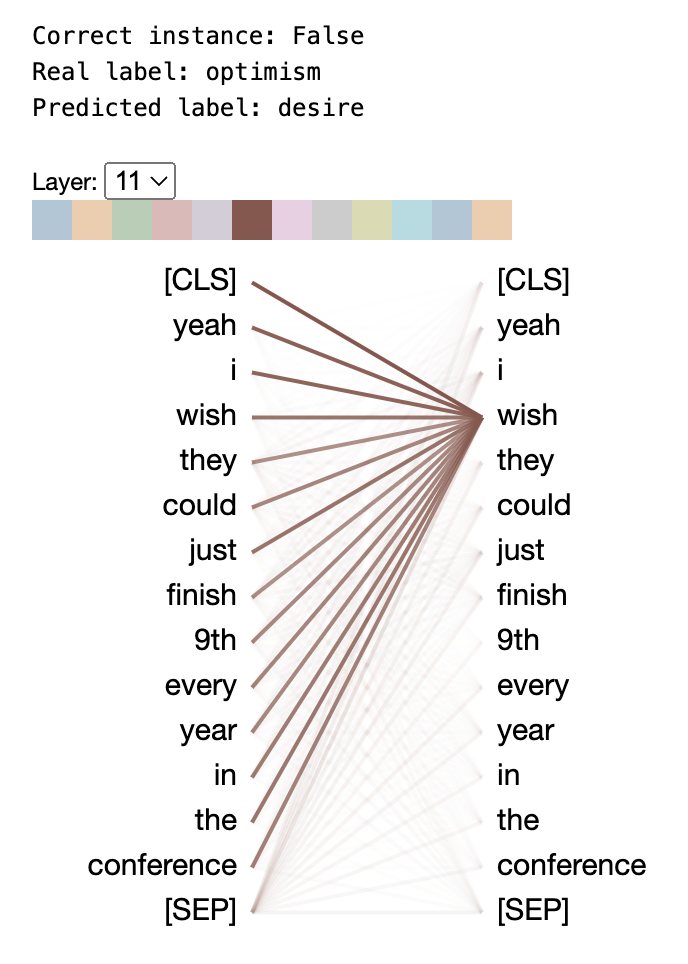 Correct instance: False
Real label: optimism
Predicted label: desire
Layer: 11
[CLS] [CLS]
yeah yeah
i i
wish wish
they they
could could
just just
finish finish
9th 9th
every every
year year
in in
the the
conference conference
[SEP] [SEP]